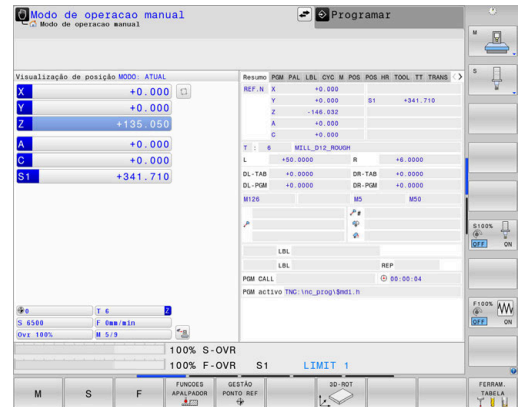 Modo de operacao manual
Modo de operacao manual
Programar
Visualização de posição MODO: ATUAL
X +0.000
Y +0.000
Z +135.050
A +0.000
C +0.000
S1 +341.710
0 T 6 Z
S 6500 F 0mm/min
Ovr 100% M 5/9
Resumo PGM PAL LBL CYC M POS POS HR TOOL TT TRANS
REF.N X +0.000
Y +0.000 S1 +341.710
Z -146.032
A +0.000
C +0.000
T : 6 MILL_D12_ROUGH
L +50.0000 R +6.0000
DL-TAB +0.0000 DR-TAB +0.0000
DL-PGM +0.0000 DR-PGM +0.0000
M126 M5 M50
P #
P
LBL
LBL REP
PGM CALL 00:00:04
PGM activo TNC:\nc_prog\$mdi.h
100% S-OVR
100% F-OVR S1 LIMIT 1
M
S
F
FUNCOES
APALPADOR
GESTÃO
PONTO REF
3D-ROT
FERRAM.
TABELA
M
S
S100%
OFF ON
F100%
OFF ON